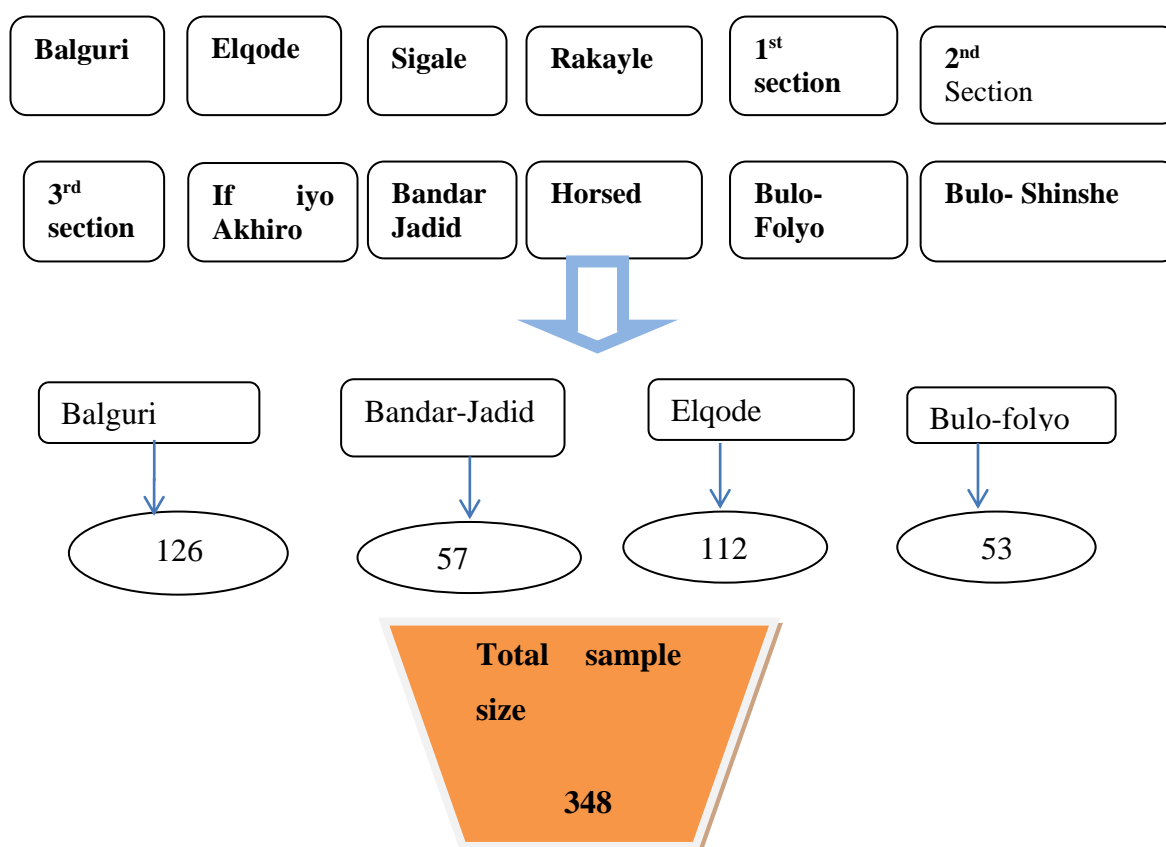 Balguri
Elqode
Sigale
Rakayle
1st
section
2nd
Section
3rd
section
If iyo
Akhiro
Bandar
Jadid
Horsed
Bulo-
Folyo
Bulo- Shinshe
Balguri
Bandar-Jadid
Elqode
Bulo-folyo
126
57
112
53
Total sample
size
348